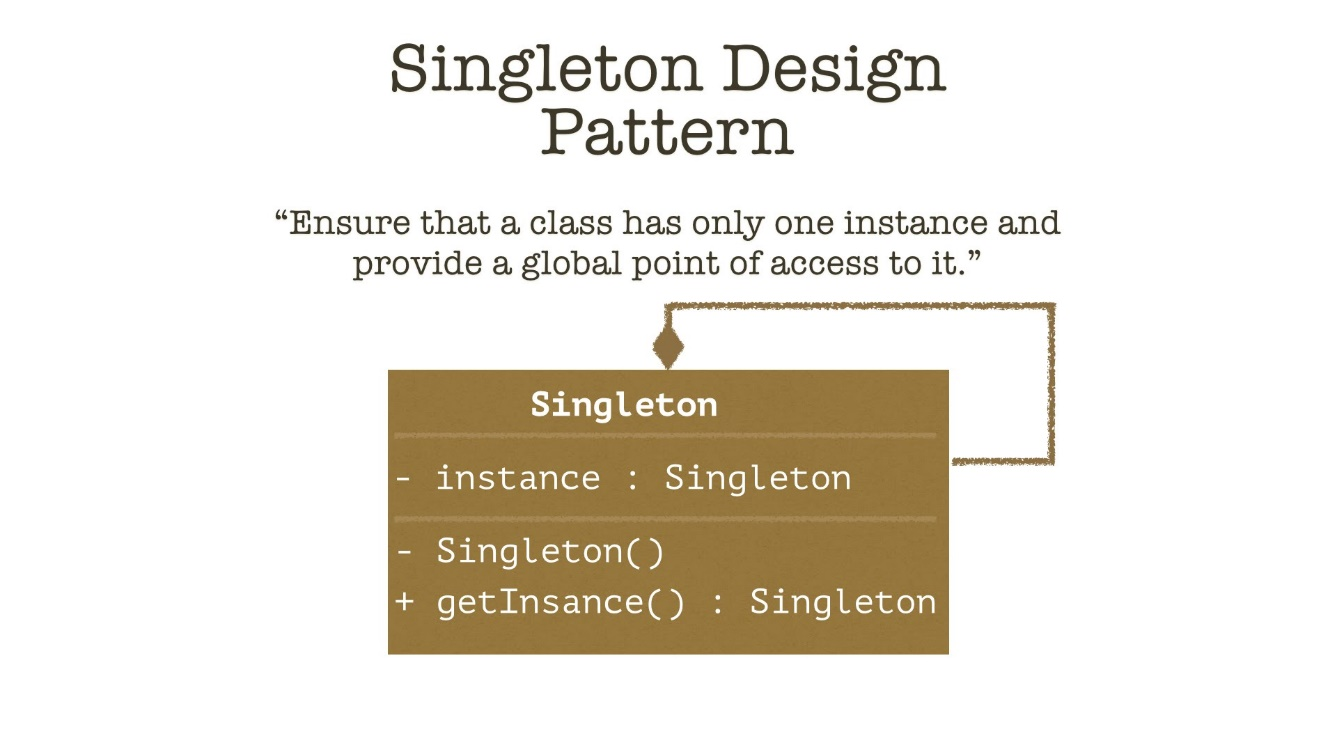 Singleton Design
Pattern
“Ensure that a class has only one instance and
provide a global point of access to it.”
Singleton
- instance : Singleton
- Singleton()
+ getInsance() : Singleton